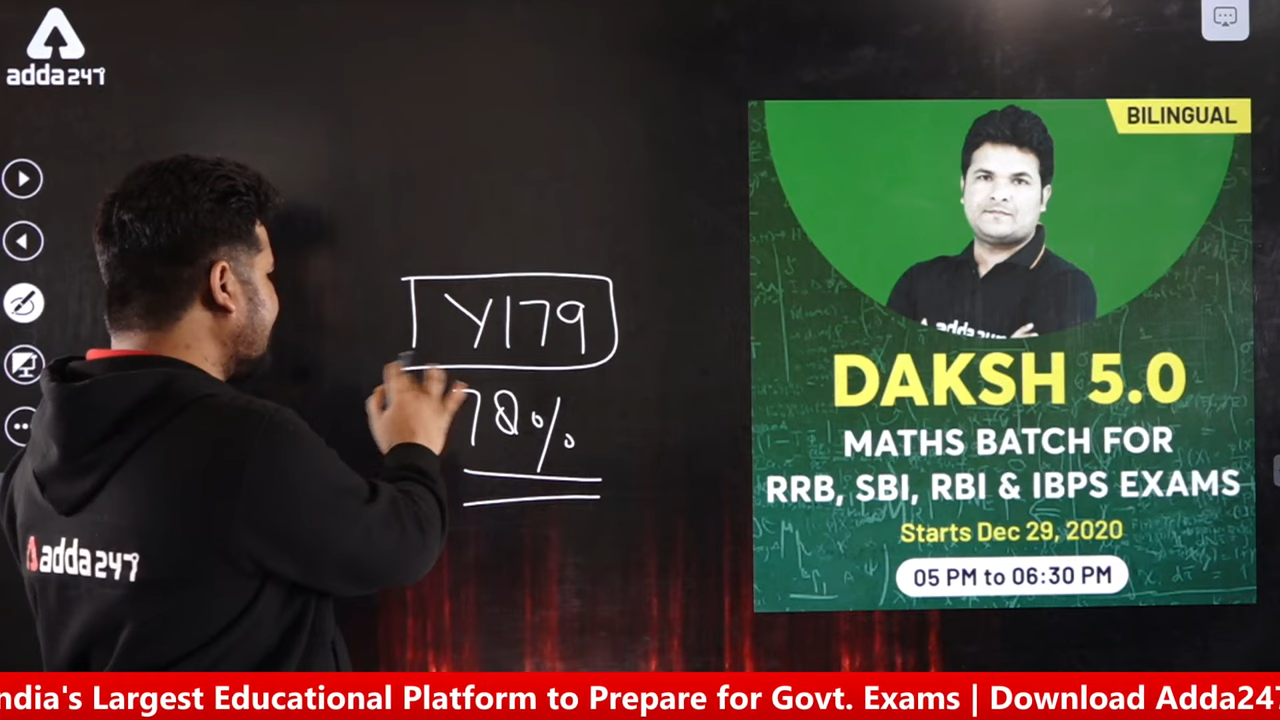 adda247
BILINGUAL
Y179
78%
DAKSH 5.0
MATHS BATCH FOR
RRB, SBI, RBI & IBPS EXAMS
Starts Dec 29, 2020
05 PM to 06:30 PM
adda247
ndia's Largest Educational Platform to Prepare for Govt. Exams | Download Adda247